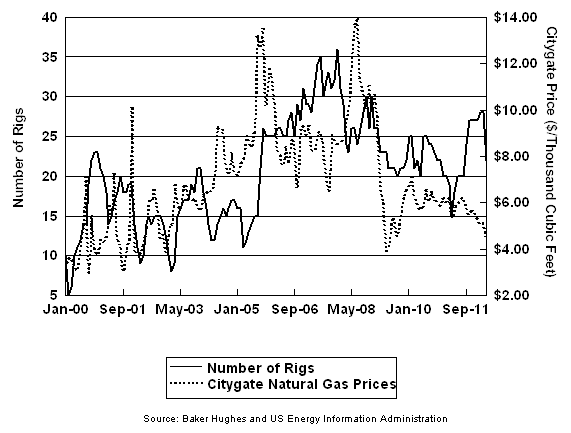 40
35
30
25
20
15
10
5
Number of Rigs
$14.00
$12.00
$10.00
$8.00
$6.00
$4.00
$2.00
Citygate Price ($/Thousand Cubic Feet)
Jan-00 Sep-01 May-03 Jan-05 Sep-06 May-08 Jan-10 Sep-11
Number of Rigs
Citygate Natural Gas Prices
Source: Baker Hughes and US Energy Information Administration